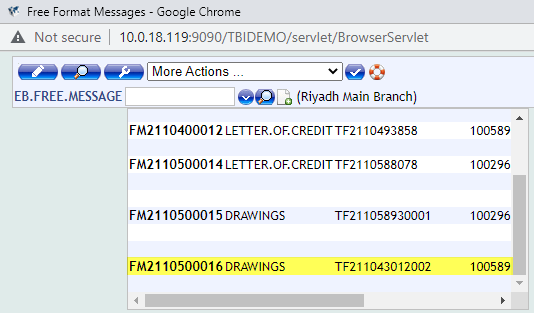 Free Format Messages - Google Chrome
Not secure 10.0.18.119:9090/TBIDEMO/servlet/BrowserServlet
More Actions ...
EB.FREE.MESSAGE (Riyadh Main Branch)
FM2110400012 LETTER.OF.CREDIT TF2110493858 100589
FM2110500014 LETTER.OF.CREDIT TF2110588078 100296
FM2110500015 DRAWINGS TF211058930001 100296
FM2110500016 DRAWINGS TF211043012002 100589